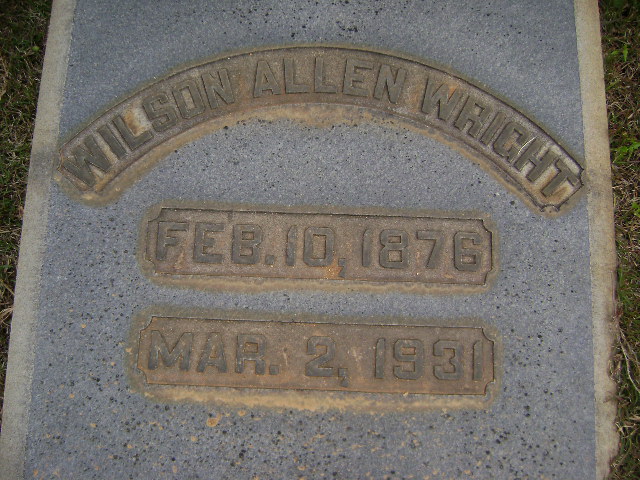 WILSON ALLEN WRIGHT
FEB. 10, 1876
MAR. 2, 1931